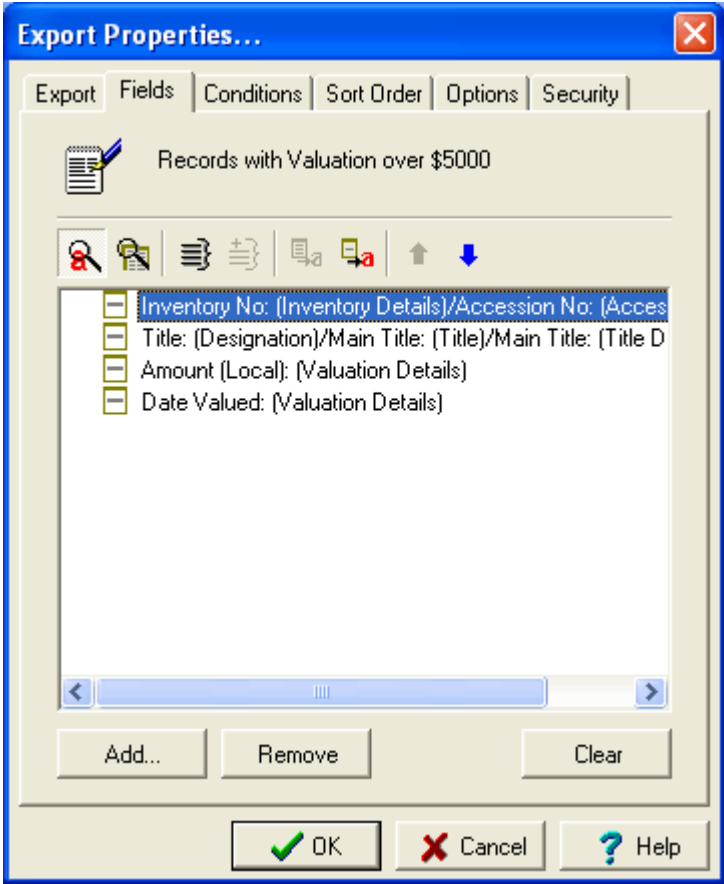 Export Properties...
Export Fields Conditions Sort Order Options Security
Records with Valuation over $5000
Inventory No: (Inventory Details)/Accession No: (Acces
Title: (Designation)/Main Title: (Title)/Main Title: (Title D
Amount (Local): (Valuation Details)
Date Valued: (Valuation Details)
Add... Remove Clear
OK Cancel Help